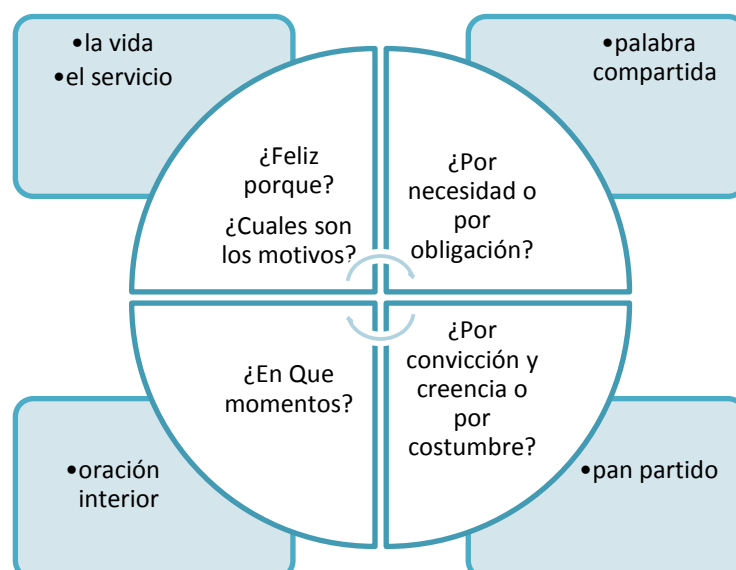 •la vida
•el servicio
•palabra
compartida
¿Feliz
porque?
¿Cuales son
los motivos?
¿Por
necesidad o
por
obligación?
¿En Que
momentos?
¿Por
convicción y
creencia o
por
costumbre?
•oración
interior
•pan partido